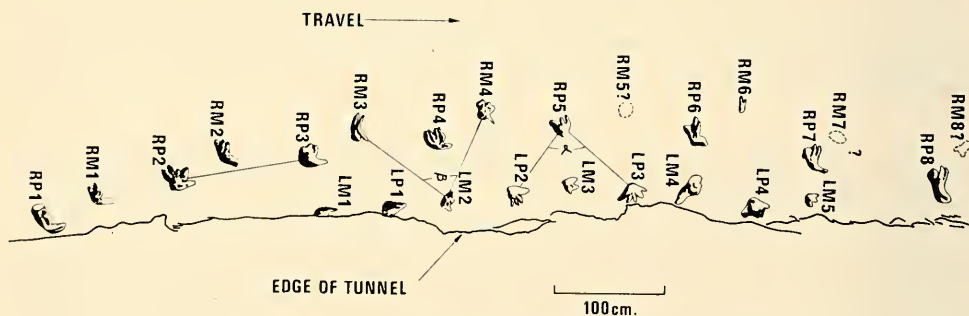 TRAVEL
RP1
RM1
RP2
RM2
RP3
RM3
RP4
RM4
RP5
RM5?
RP6
RM6
RP7
RM7
?
RP8
RM8?
LM1
LP1
β
LM2
LP2
γ
LM3
LP3
LM4
LP4
LM5
EDGE OF TUNNEL
100cm.